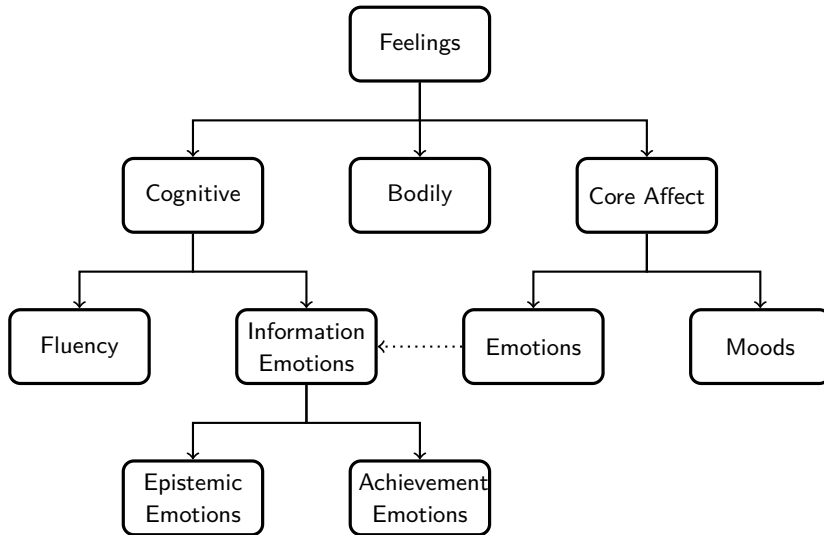 Feelings
Cognitive
Bodily
Core Affect
Fluency
Information
Emotions
Emotions
Moods
Epistemic
Emotions
Achievement
Emotions